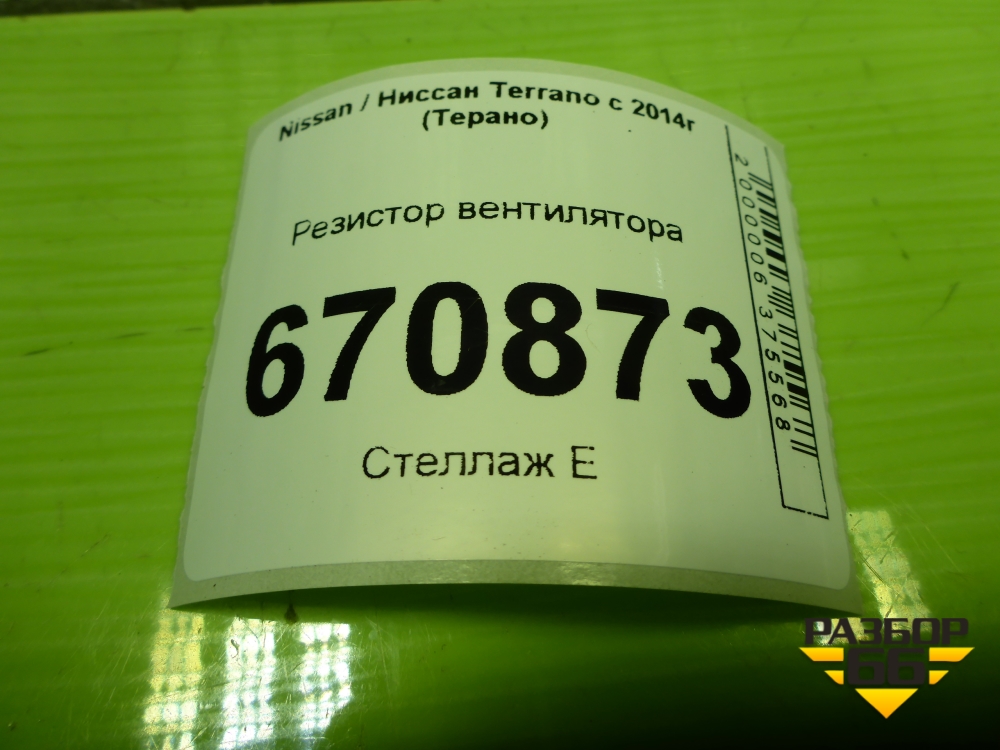 Nissan / Ниссан Terrano с 2014г
(Терано)
Резистор вентилятора
670873
Стеллаж Е
2000006375568
РАЗБОР
66